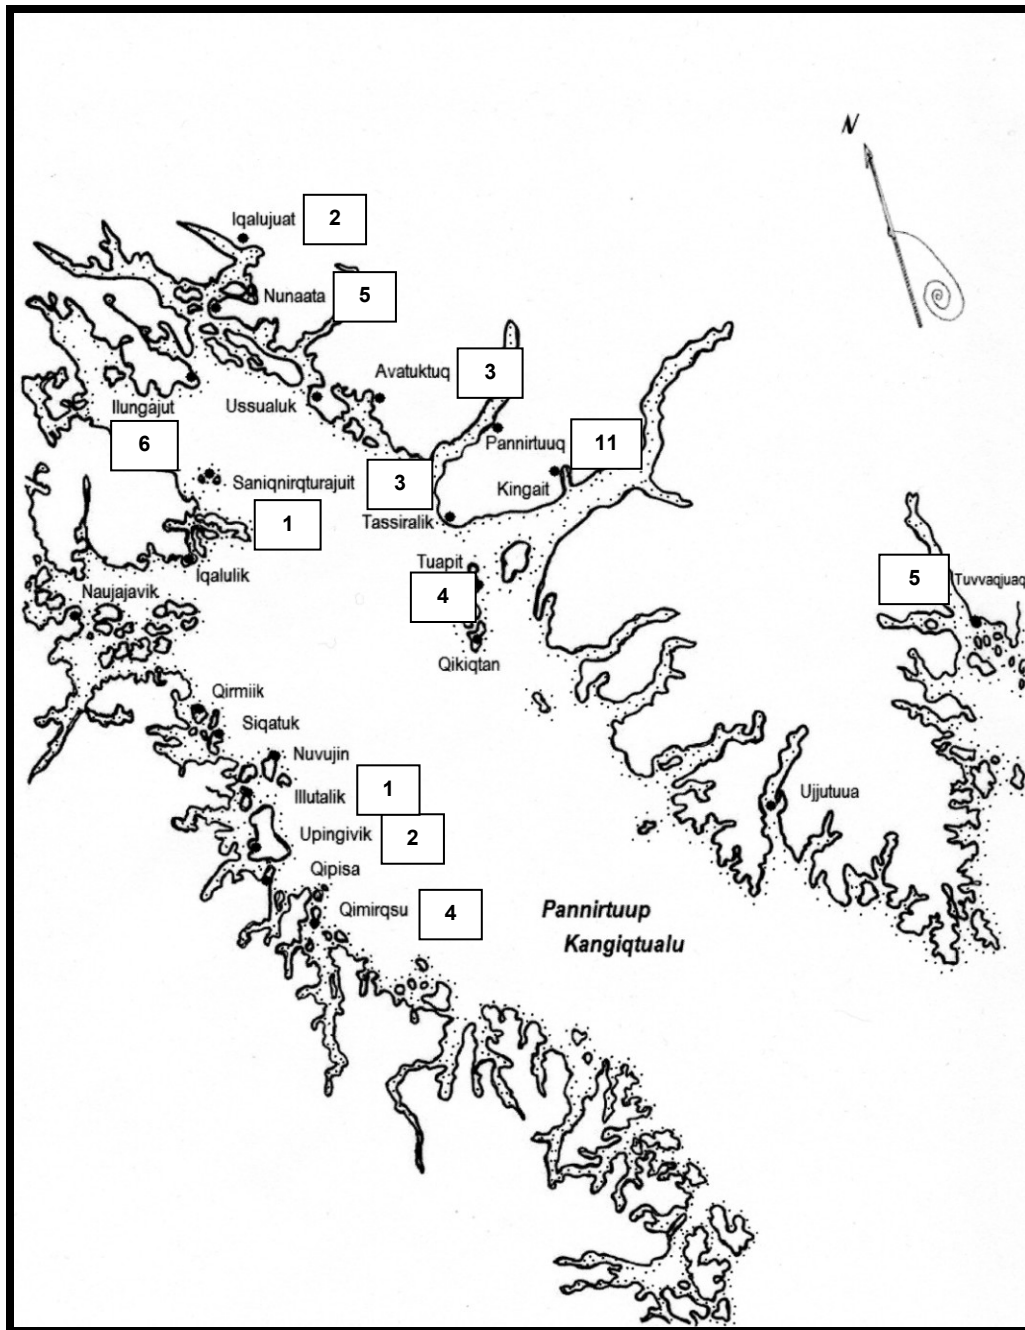 N
Iqalujuat 2
Nunaata 5
Avatuktuq 3
Ilungajut
6
Ussualuk
Pannirtuuq 11
Kingait
Saniqnirqturajuit
3
Tassiralik
1
Iqalulik
Tuapit
4
5
Tuvvaqjuaq
Naujajavik
Qikiqtan
Qirmiik
Siqatuk
Nuvujin
Illutalik 1
Ujjutuua
Upingivik 2
Qipisa
Qimirqsu 4
Pannirtuup
Kangiqtualu